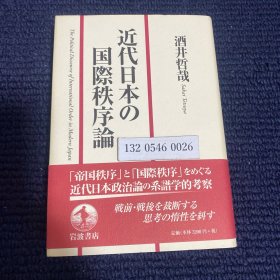 近代日本の
国際秩序論
The Political Discourse of International Order in Modern Japan
酒井哲哉
Sakai Tetsuya
132 0546 0026
「帝国秩序」と「国際秩序」をめぐる
近代日本政治論の系譜学的考察
戦前・戦後を裁断する
思考の惰性を糾す
岩波書店